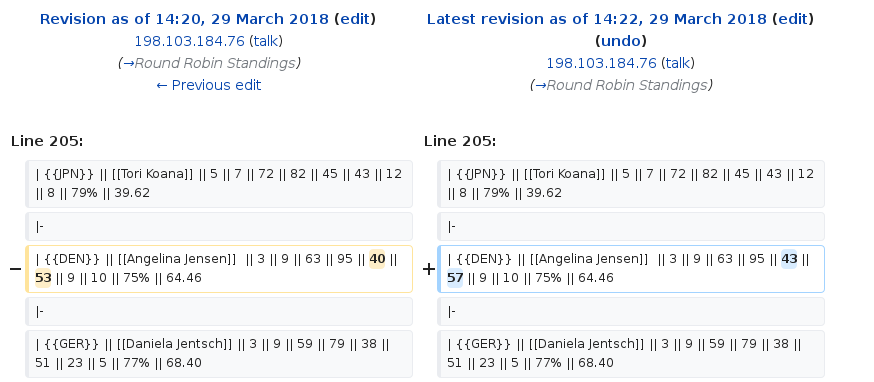 Revision as of 14:20, 29 March 2018 (edit)
198.103.184.76 (talk)
(→Round Robin Standings)
← Previous edit
Latest revision as of 14:22, 29 March 2018 (edit)
(undo)
198.103.184.76 (talk)
(→Round Robin Standings)
Line 205:
Line 205:
| {{JPN}} || [[Tori Koana]] || 5 || 7 || 72 || 82 || 45 || 43 || 12
|| 8 || 79% || 39.62
| {{JPN}} || [[Tori Koana]] || 5 || 7 || 72 || 82 || 45 || 43 || 12
|| 8 || 79% || 39.62
|-
|-
− | {{DEN}} || [[Angelina Jensen]]  || 3 || 9 || 63 || 95 || 40 ||
53 || 9 || 10 || 75% || 64.46
+ | {{DEN}} || [[Angelina Jensen]]  || 3 || 9 || 63 || 95 || 43 ||
57 || 9 || 10 || 75% || 64.46
|-
|-
| {{GER}} || [[Daniela Jentsch]] || 3 || 9 || 59 || 79 || 38 ||
51 || 23 || 5 || 77% || 68.40
| {{GER}} || [[Daniela Jentsch]] || 3 || 9 || 59 || 79 || 38 ||
51 || 23 || 5 || 77% || 68.40